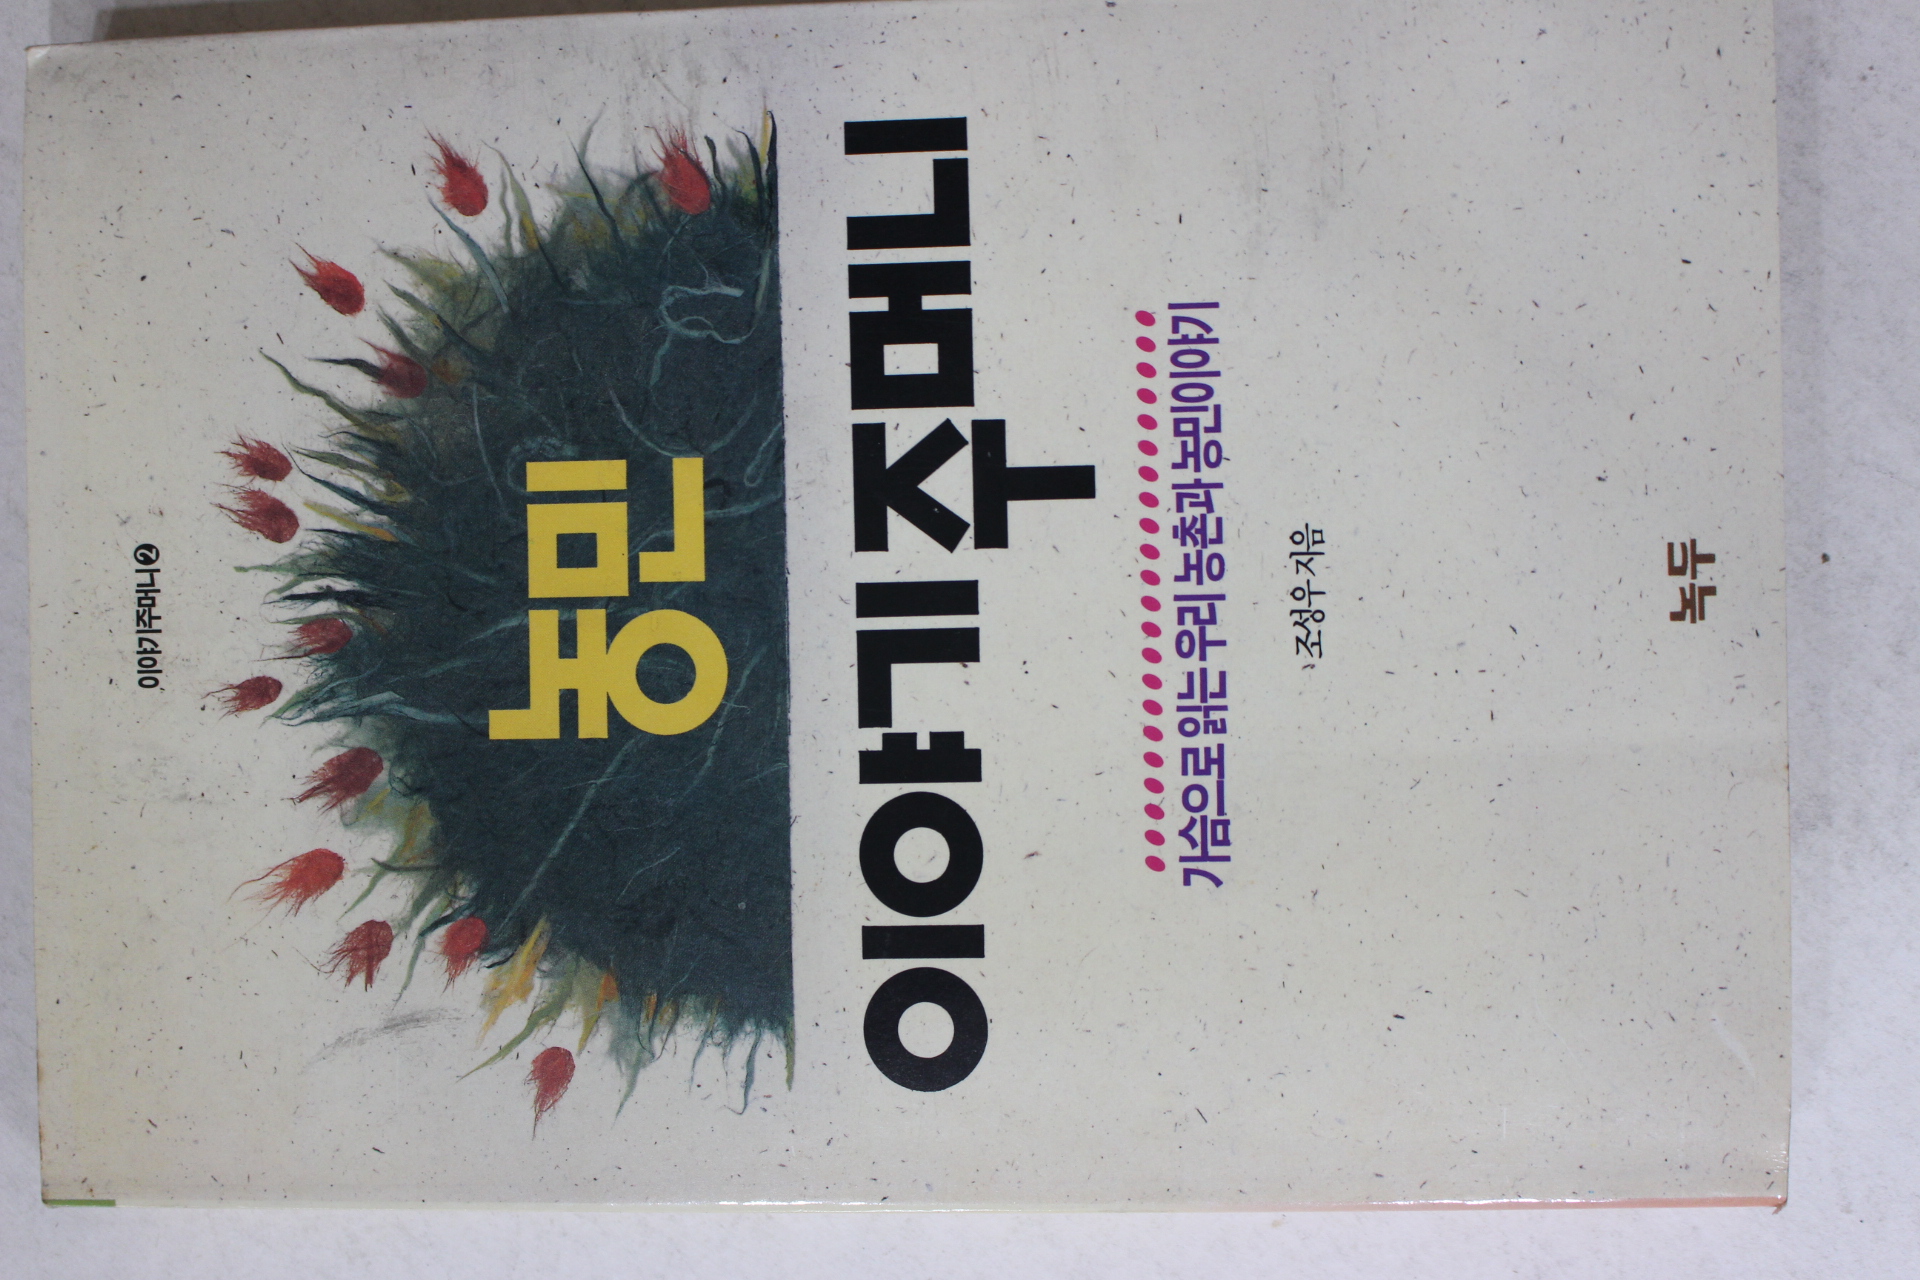 이야기주머니❷
농민
이야기주머니
가슴으로 읽는 우리 농촌과 농민이야기
조성우 지음
녹두